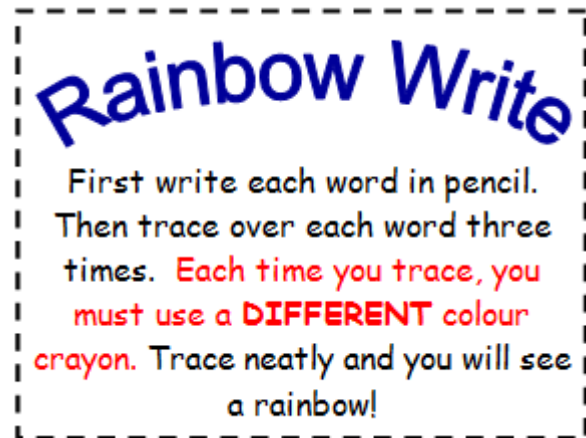 Rainbow Write
First write each word in pencil.
Then trace over each word three
times. Each time you trace, you
must use a DIFFERENT colour
crayon. Trace neatly and you will see
a rainbow!